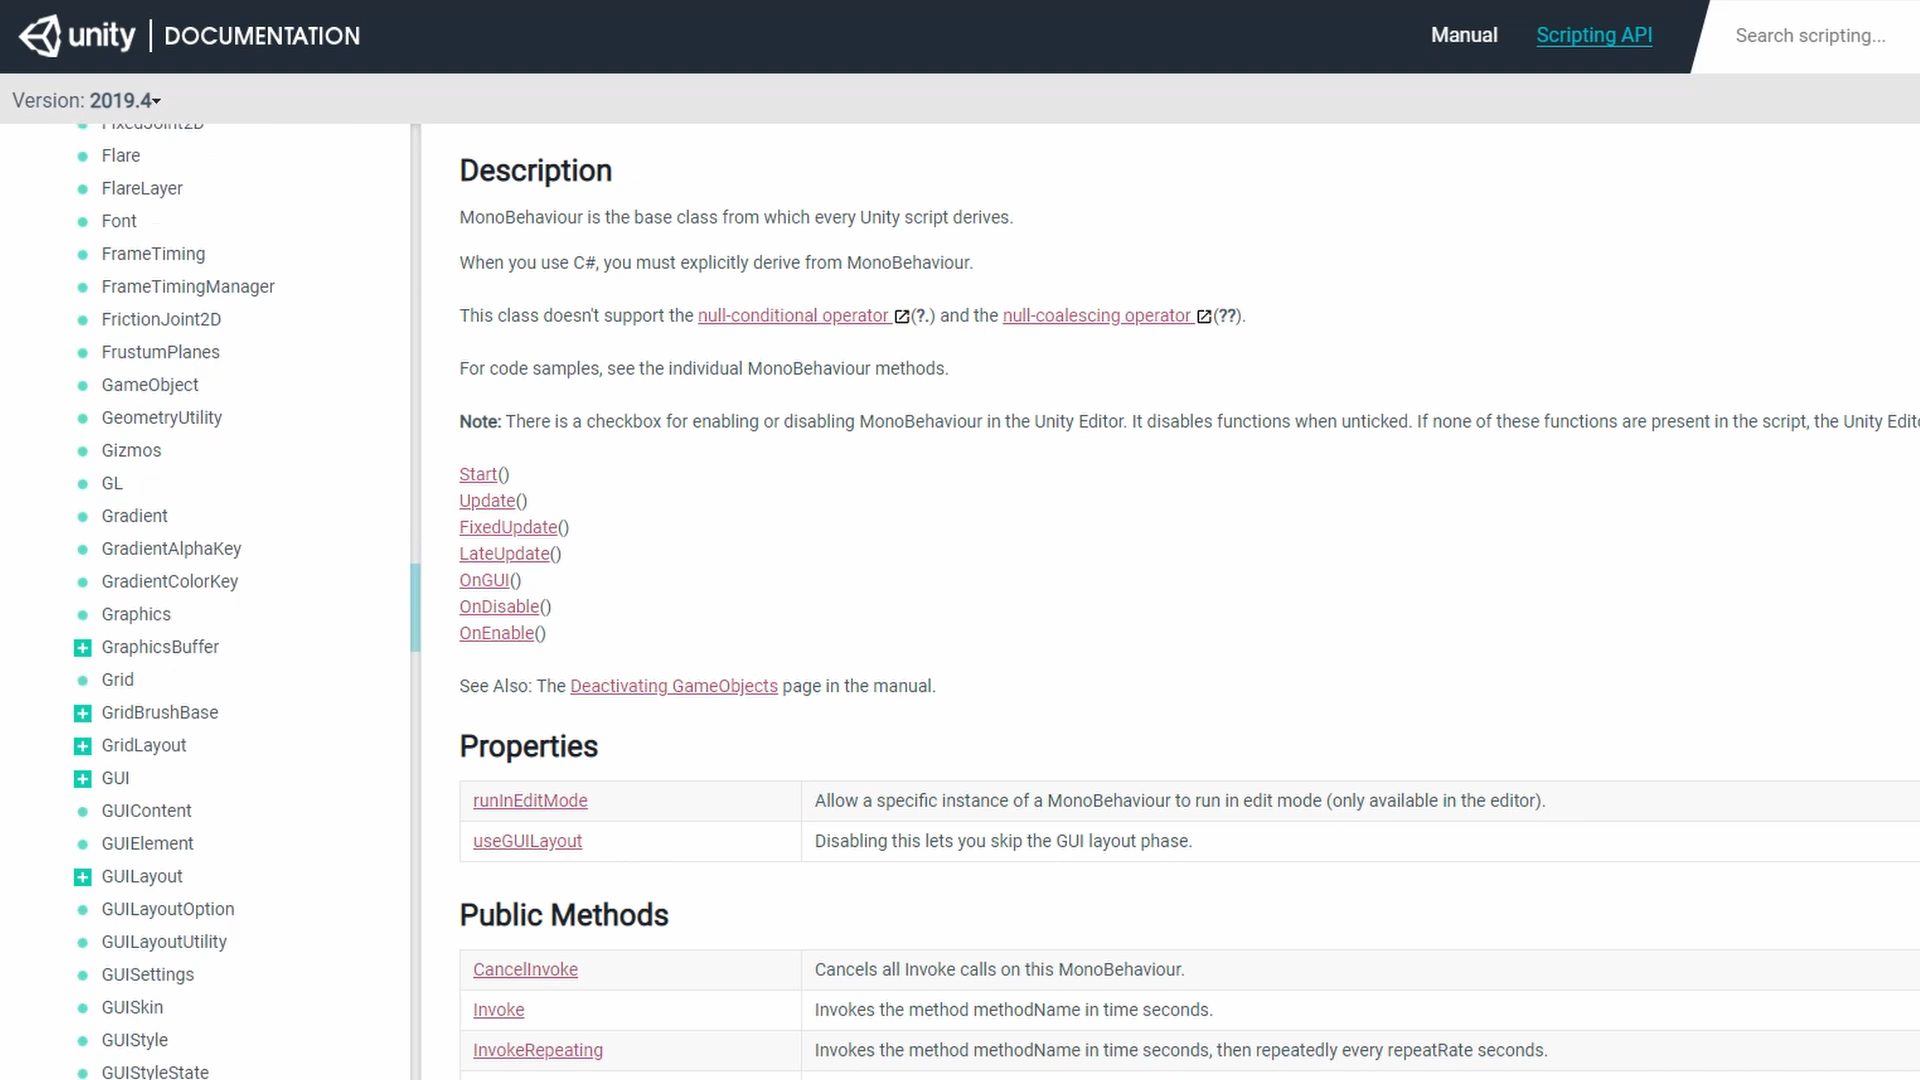 unity | DOCUMENTATION
Manual
Scripting API
Search scripting...
Version: 2019.4
FixedJoint2D
Flare
FlareLayer
Font
FrameTiming
FrameTimingManager
FrictionJoint2D
FrustumPlanes
GameObject
GeometryUtility
Gizmos
GL
Gradient
GradientAlphaKey
GradientColorKey
Graphics
GraphicsBuffer
Grid
GridBrushBase
GridLayout
GUI
GUIContent
GUIElement
GUILayout
GUILayoutOption
GUILayoutUtility
GUISettings
GUISkin
GUIStyle
GUIStyleState
Description
MonoBehaviour is the base class from which every Unity script derives.
When you use C#, you must explicitly derive from MonoBehaviour.
This class doesn't support the null-conditional operator (?.) and the null-coalescing operator (??).
For code samples, see the individual MonoBehaviour methods.
Note: There is a checkbox for enabling or disabling MonoBehaviour in the Unity Editor. It disables functions when unticked. If none of these functions are present in the script, the Unity Edito
Start()
Update()
FixedUpdate()
LateUpdate()
OnGUI()
OnDisable()
OnEnable()
See Also: The Deactivating GameObjects page in the manual.
Properties
runInEditMode Allow a specific instance of a MonoBehaviour to run in edit mode (only available in the editor).
useGUILayout Disabling this lets you skip the GUI layout phase.
Public Methods
CancelInvoke Cancels all Invoke calls on this MonoBehaviour.
Invoke Invokes the method methodName in time seconds.
InvokeRepeating Invokes the method methodName in time seconds, then repeatedly every repeatRate seconds.